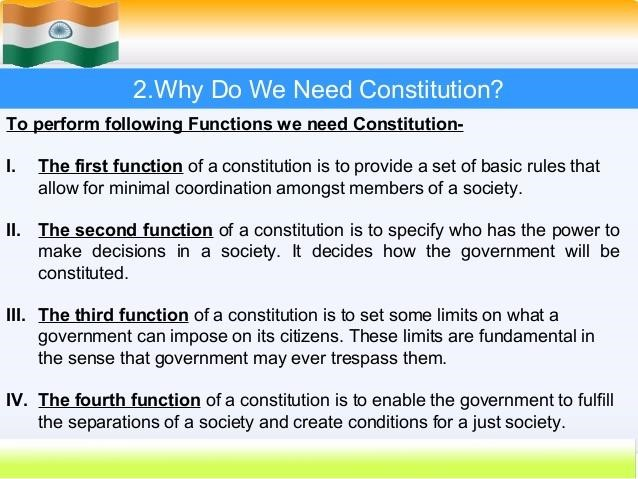 2.Why Do We Need Constitution?
To perform following Functions we need Constitution-
I. The first function of a constitution is to provide a set of basic rules that
allow for minimal coordination amongst members of a society.
II. The second function of a constitution is to specify who has the power to
make decisions in a society. It decides how the government will be
constituted.
III. The third function of a constitution is to set some limits on what a
government can impose on its citizens. These limits are fundamental in
the sense that government may ever trespass them.
IV. The fourth function of a constitution is to enable the government to fulfill
the separations of a society and create conditions for a just society.